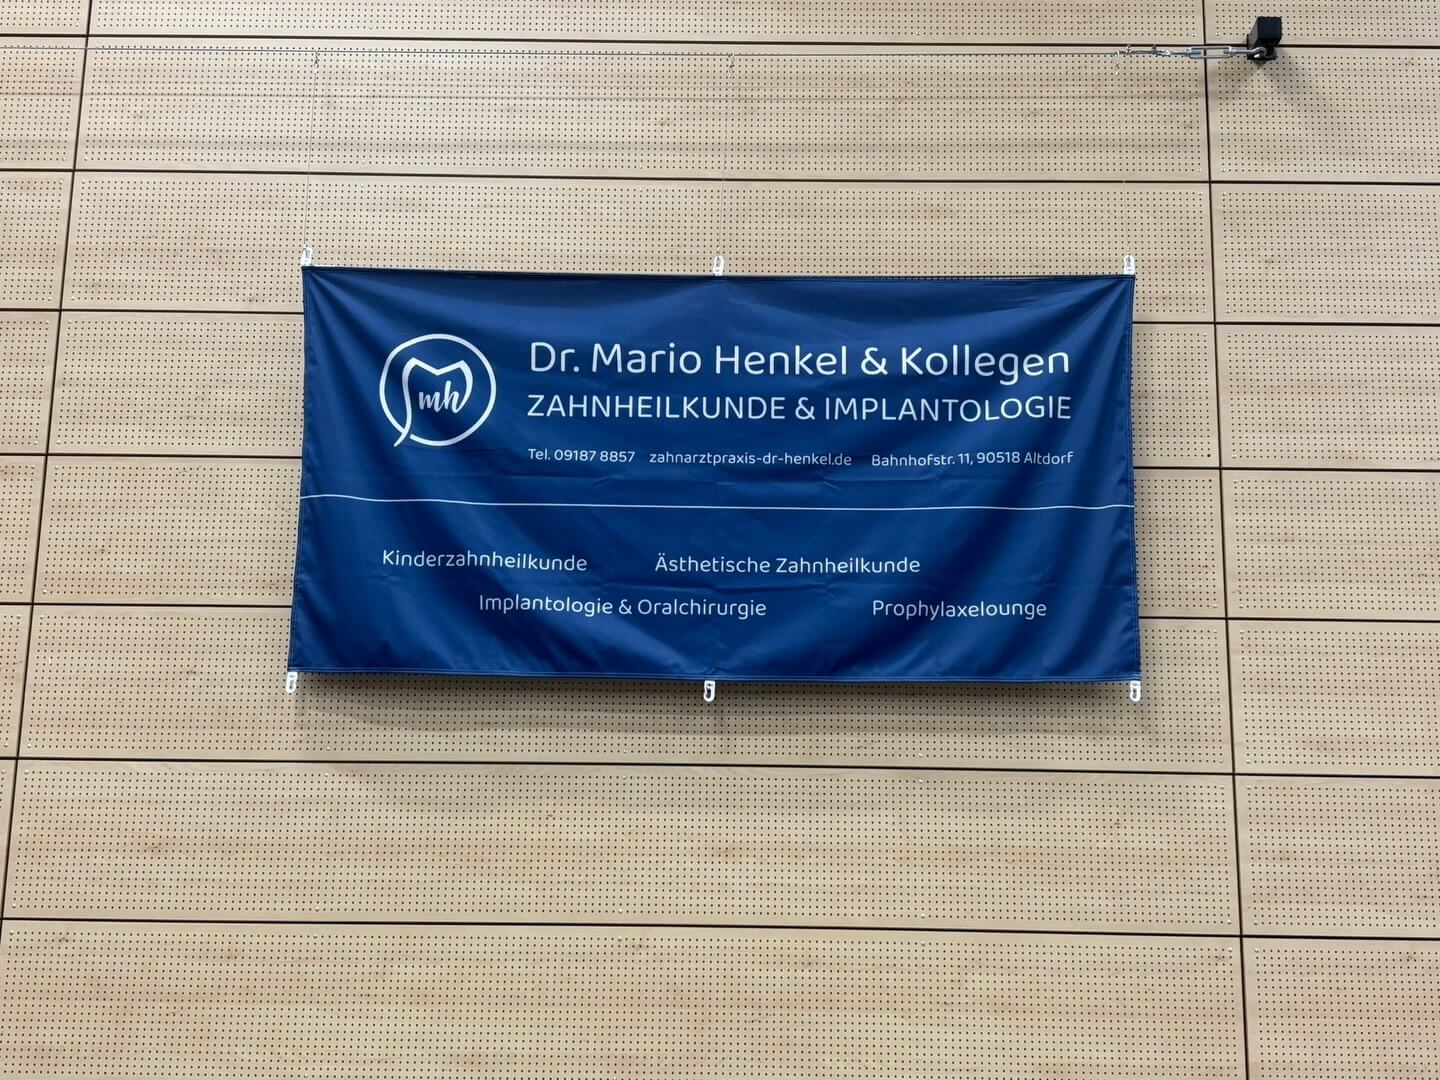 mh
Dr. Mario Henkel & Kollegen
ZAHNHEILKUNDE & IMPLANTOLOGIE
Tel. 09187 8857 zahnarztpraxis-dr-henkel.de Bahnhofstr. 11, 90518 Altdorf
Kinderzahnheilkunde Ästhetische Zahnheilkunde
Implantologie & Oralchirurgie Prophylaxelounge